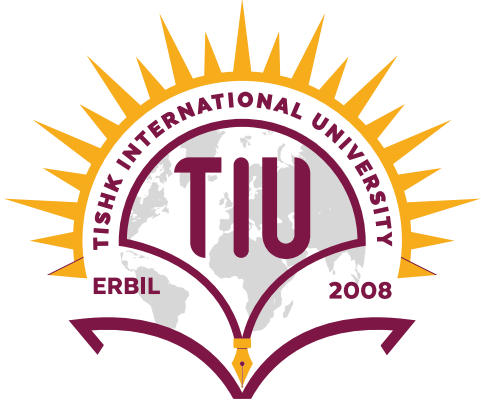 TISHK INTERNATIONAL UNIVERSITY
TIU
ERBIL
2008